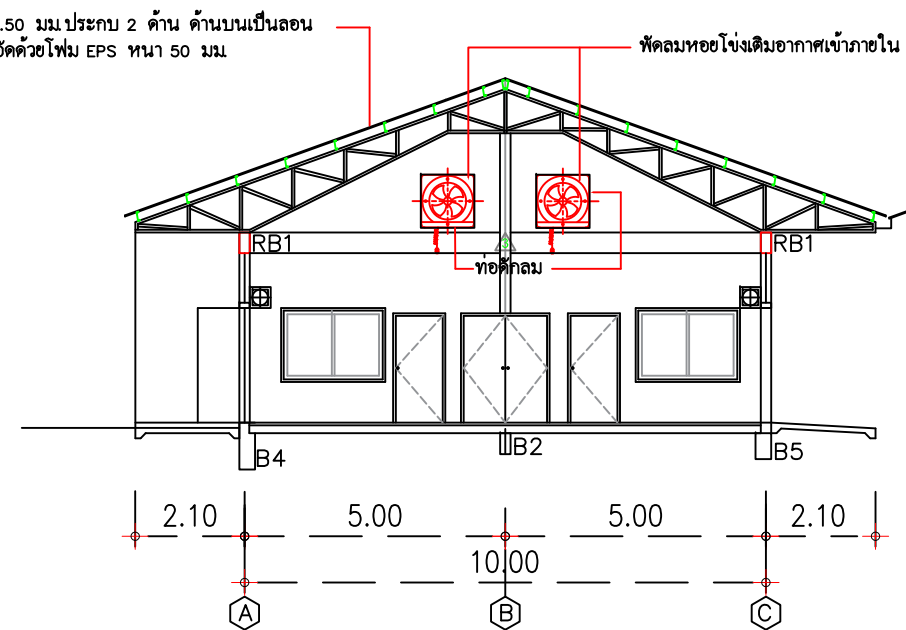 .50 มม.ประกบ 2 ด้าน ด้านบนเป็นลอน
อัดด้วยโฟม EPS หนา 50 มม.
พัดลมหอยโข่งเติมอากาศเข้าภายใน
RB1
RB1
ท่อดักลม
B4
B2
B5
2.10
5.00
5.00
2.10
10.00
A
B
C